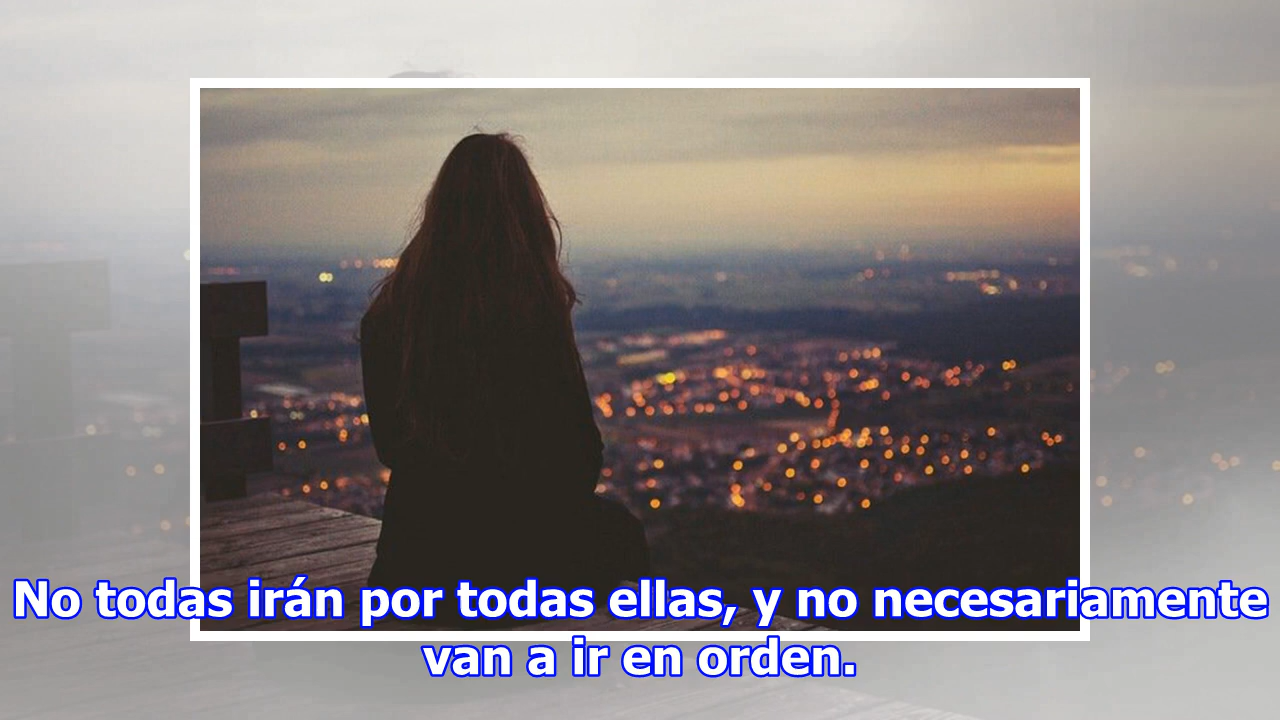 No todas irán por todas ellas, y no necesariamente
van a ir en orden.